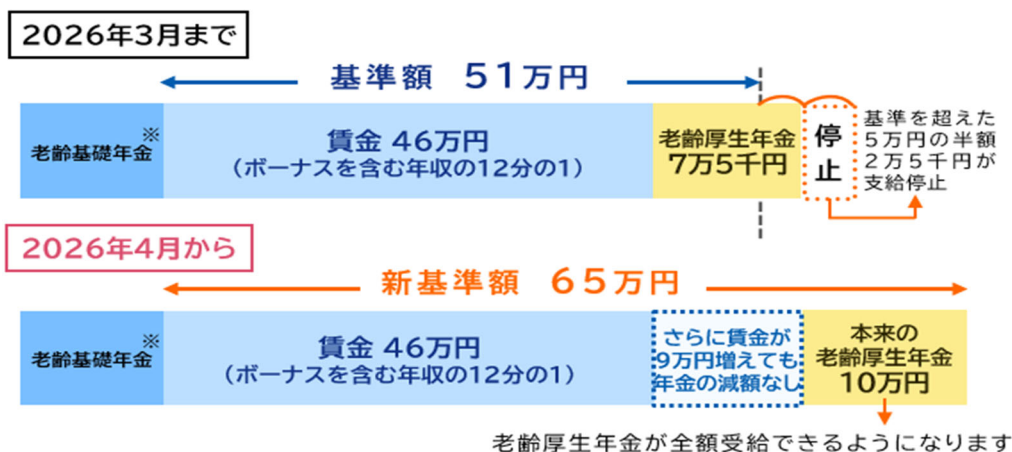 2026年3月まで
基準額 51万円
老齢基礎年金※
賃金 46万円
(ボーナスを含む年収の12分の1)
老齢厚生年金
7万5千円
停
止
基準を超えた
5万円の半額
2万5千円が
支給停止
2026年4月から
新基準額 65万円
老齢基礎年金※
賃金 46万円
(ボーナスを含む年収の12分の1)
さらに賃金が
9万円増えても
年金の減額なし
本来の
老齢厚生年金
10万円
老齢厚生年金が全額受給できるようになります